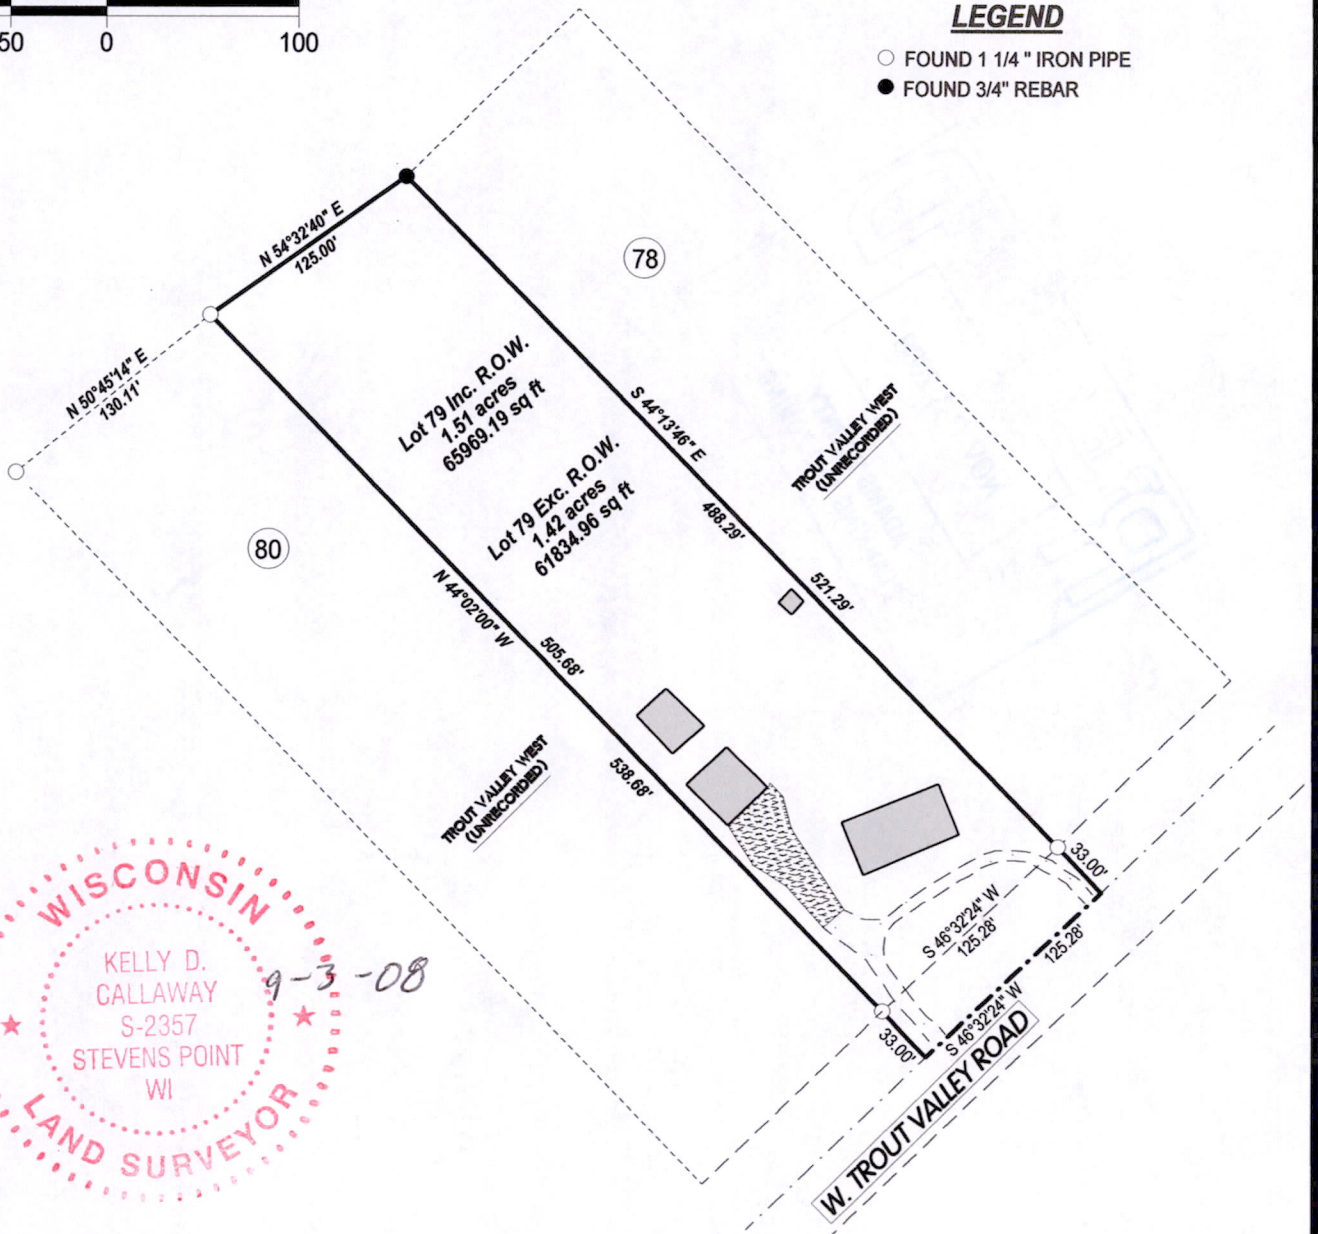 50 0 100
LEGEND
FOUND 1 1/4 " IRON PIPE
FOUND 3/4" REBAR
N 54°32'40" E
125.00'
78
N 50°45'14" E
130.11'
Lot 79 Inc. R.O.W.
1.51 acres
65969.19 sq ft
S 44°13'46" E
TROUT VALLEY WEST
(UNRECORDED)
Lot 79 Exc. R.O.W.
1.42 acres
61834.96 sq ft
488.29'
80
N 44°02'00" W
521.29'
505.68'
TROUT VALLEY WEST
(UNRECORDED)
538.68'
33.00'
S 46°32'24" W
125.28'
125.28'
S 46°32'24" W
33.00'
W. TROUT VALLEY ROAD
WISCONSIN
KELLY D.
CALLAWAY
S-2357
STEVENS POINT
WI
LAND SURVEYOR
9-3-08